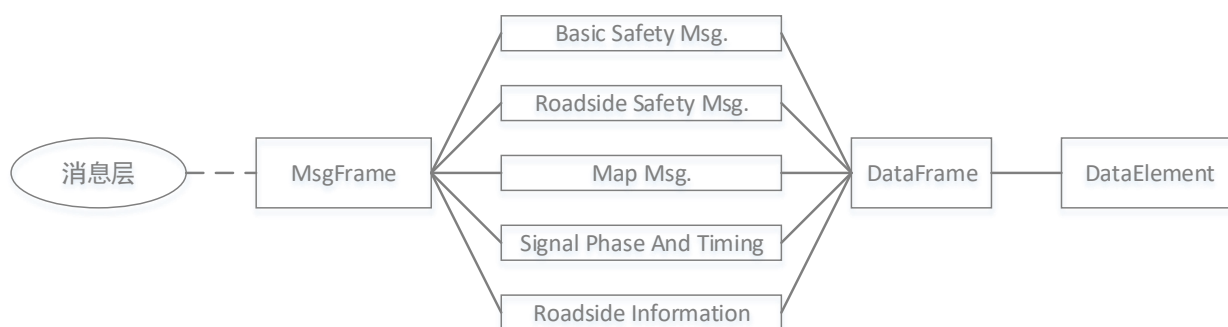 消息层
MsgFrame
Basic Safety Msg.
Roadside Safety Msg.
Map Msg.
Signal Phase And Timing
Roadside Information
DataFrame
DataElement